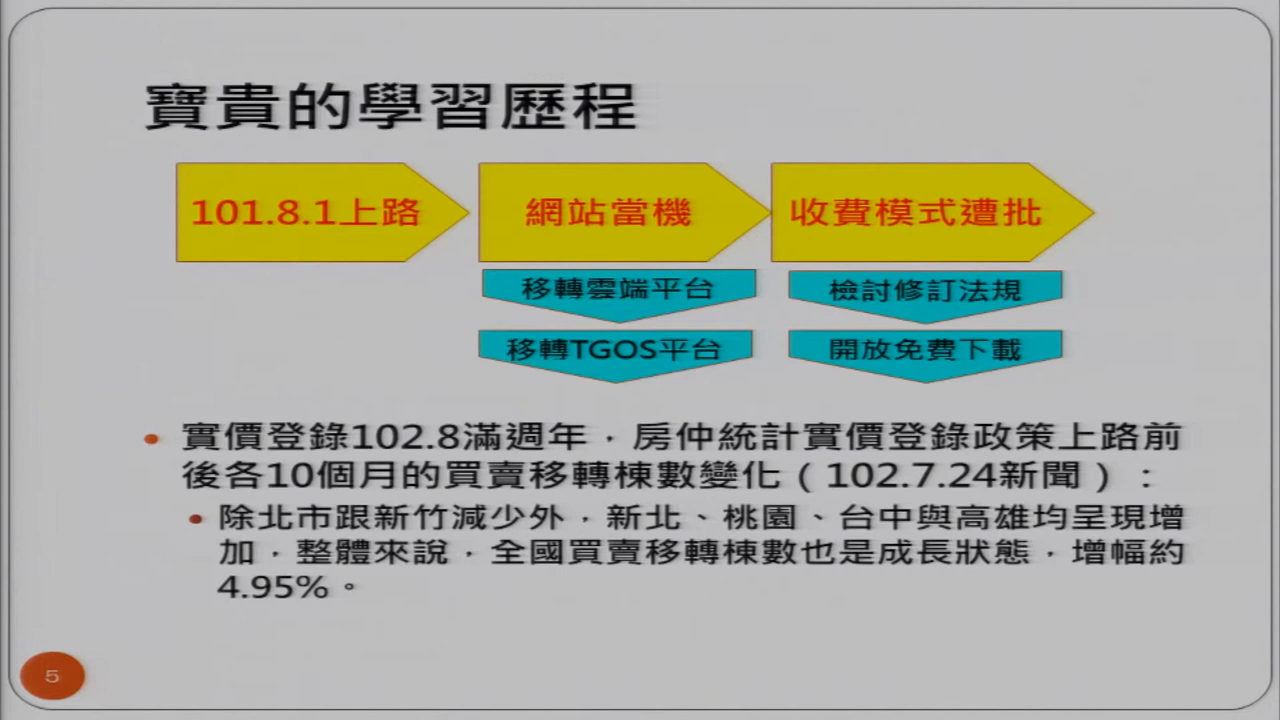 寶貴的學習歷程
101.8.1上路
網站當機
收費模式遭批
移轉雲端平台
檢討修訂法規
移轉TGOS平台
開放免費下載
實價登錄102.8滿週年，房仲統計實價登錄政策上路前
後各10個月的買賣移轉棟數變化（102.7.24新聞）：
除北市跟新竹減少外，新北、桃園、台中與高雄均呈現增
加，整體來說，全國買賣移轉棟數也是成長狀態，增幅約
4.95%。
5